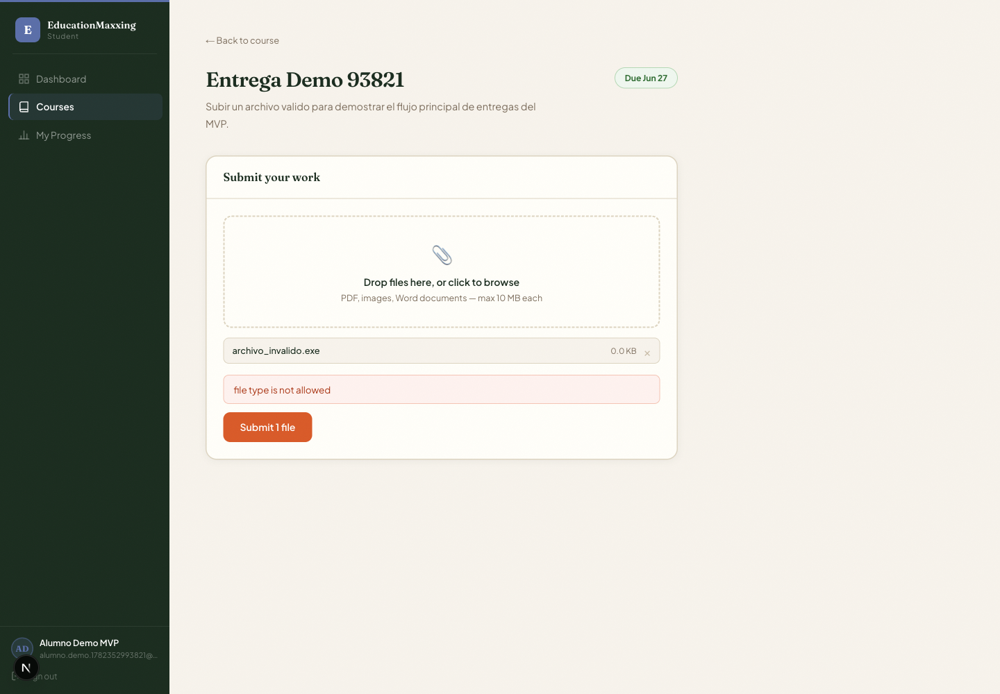 E
EducationMaxxing
Student
Dashboard
Courses
My Progress
← Back to course
Entrega Demo 93821
Due Jun 27
Subir un archivo valido para demostrar el flujo principal de entregas del
MVP.
Submit your work
Drop files here, or click to browse
PDF, images, Word documents — max 10 MB each
archivo_invalido.exe
0.0 KB ×
file type is not allowed
Submit 1 file
AD
Alumno Demo MVP
alumno.demo.1782352993821@...
N
gn out